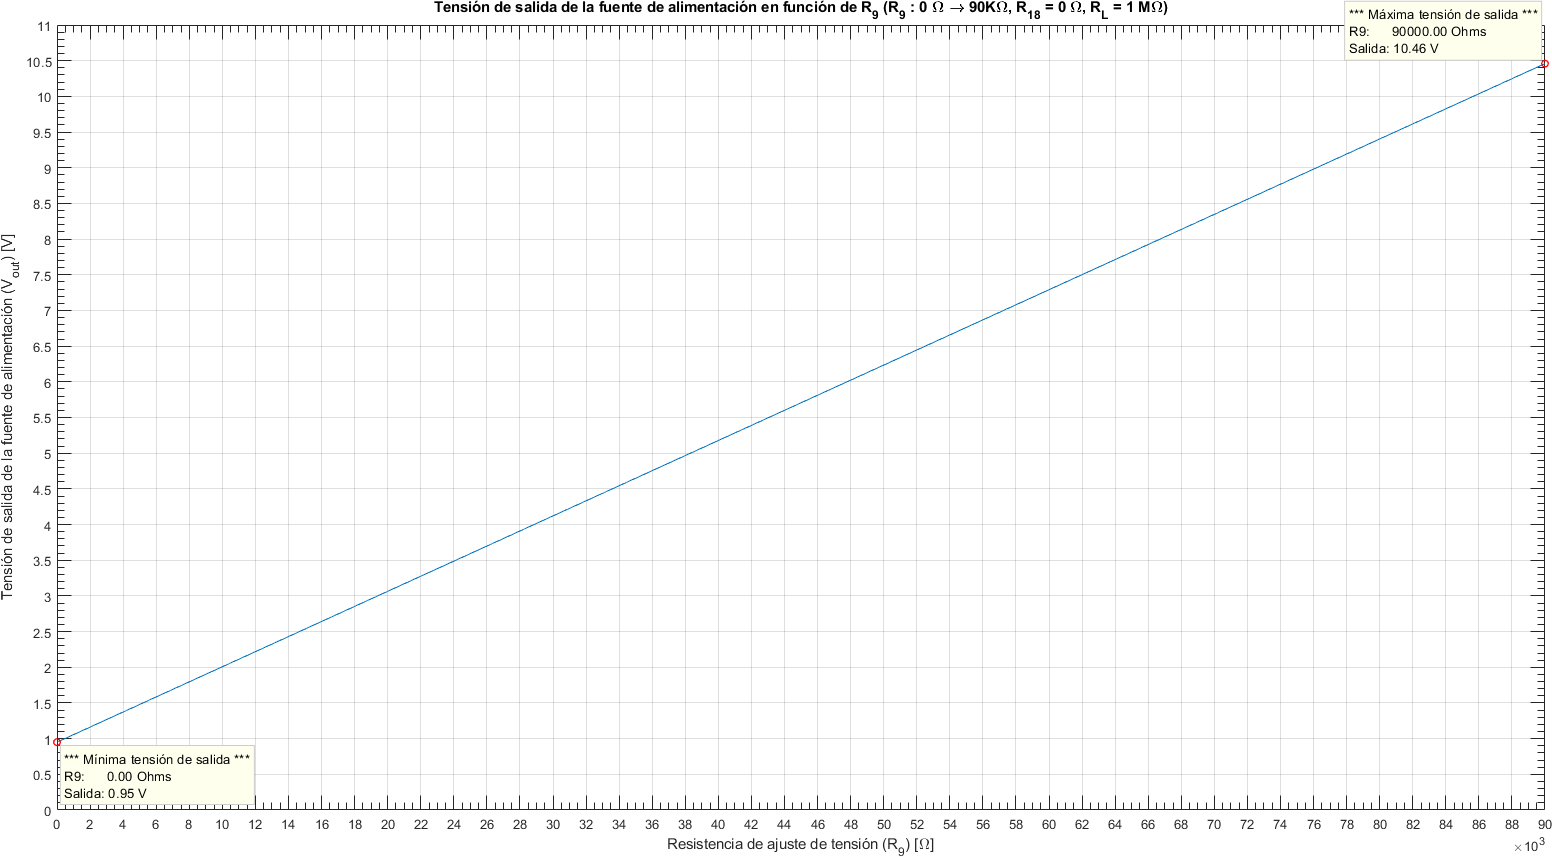 Tensión de salida de la fuente de alimentación en función de R9 (R9 : 0 Ω → 90KΩ, R18 = 0 Ω, RL = 1 MΩ)
*** Máxima tensión de salida ***
R9: 90000.00 Ohms
Salida: 10.46 V
11
10.5
10
9.5
9
8.5
8
7.5
7
6.5
6
5.5
5
4.5
4
3.5
3
2.5
2
1.5
1
0.5
0
Tensión de salida de la fuente de alimentación (Vout) [V]
*** Mínima tensión de salida ***
R9: 0.00 Ohms
Salida: 0.95 V
0 2 4 6 8 10 12 14 16 18 20 22 24 26 28 30 32 34 36 38 40 42 44 46 48 50 52 54 56 58 60 62 64 66 68 70 72 74 76 78 80 82 84 86 88 90
Resistencia de ajuste de tensión (R9) [Ω]
×10³